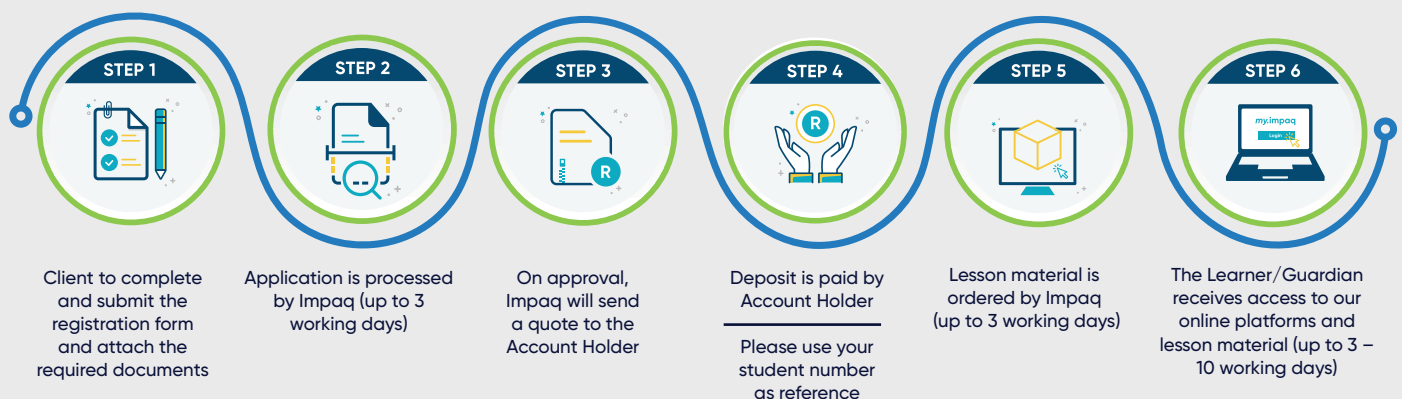 STEP 1
Client to complete
and submit the
registration form
and attach the
required documents
STEP 2
Application is processed
by Impaq (up to 3
working days)
STEP 3
R
On approval,
Impaq will send
a quote to the
Account Holder
STEP 4
R
Deposit is paid by
Account Holder
Please use your
student number
as reference
STEP 5
Lesson material is
ordered by Impaq
(up to 3 working days)
STEP 6
my.impaq
Login
The Learner/Guardian
receives access to our
online platforms and
lesson material (up to 3 –
10 working days)